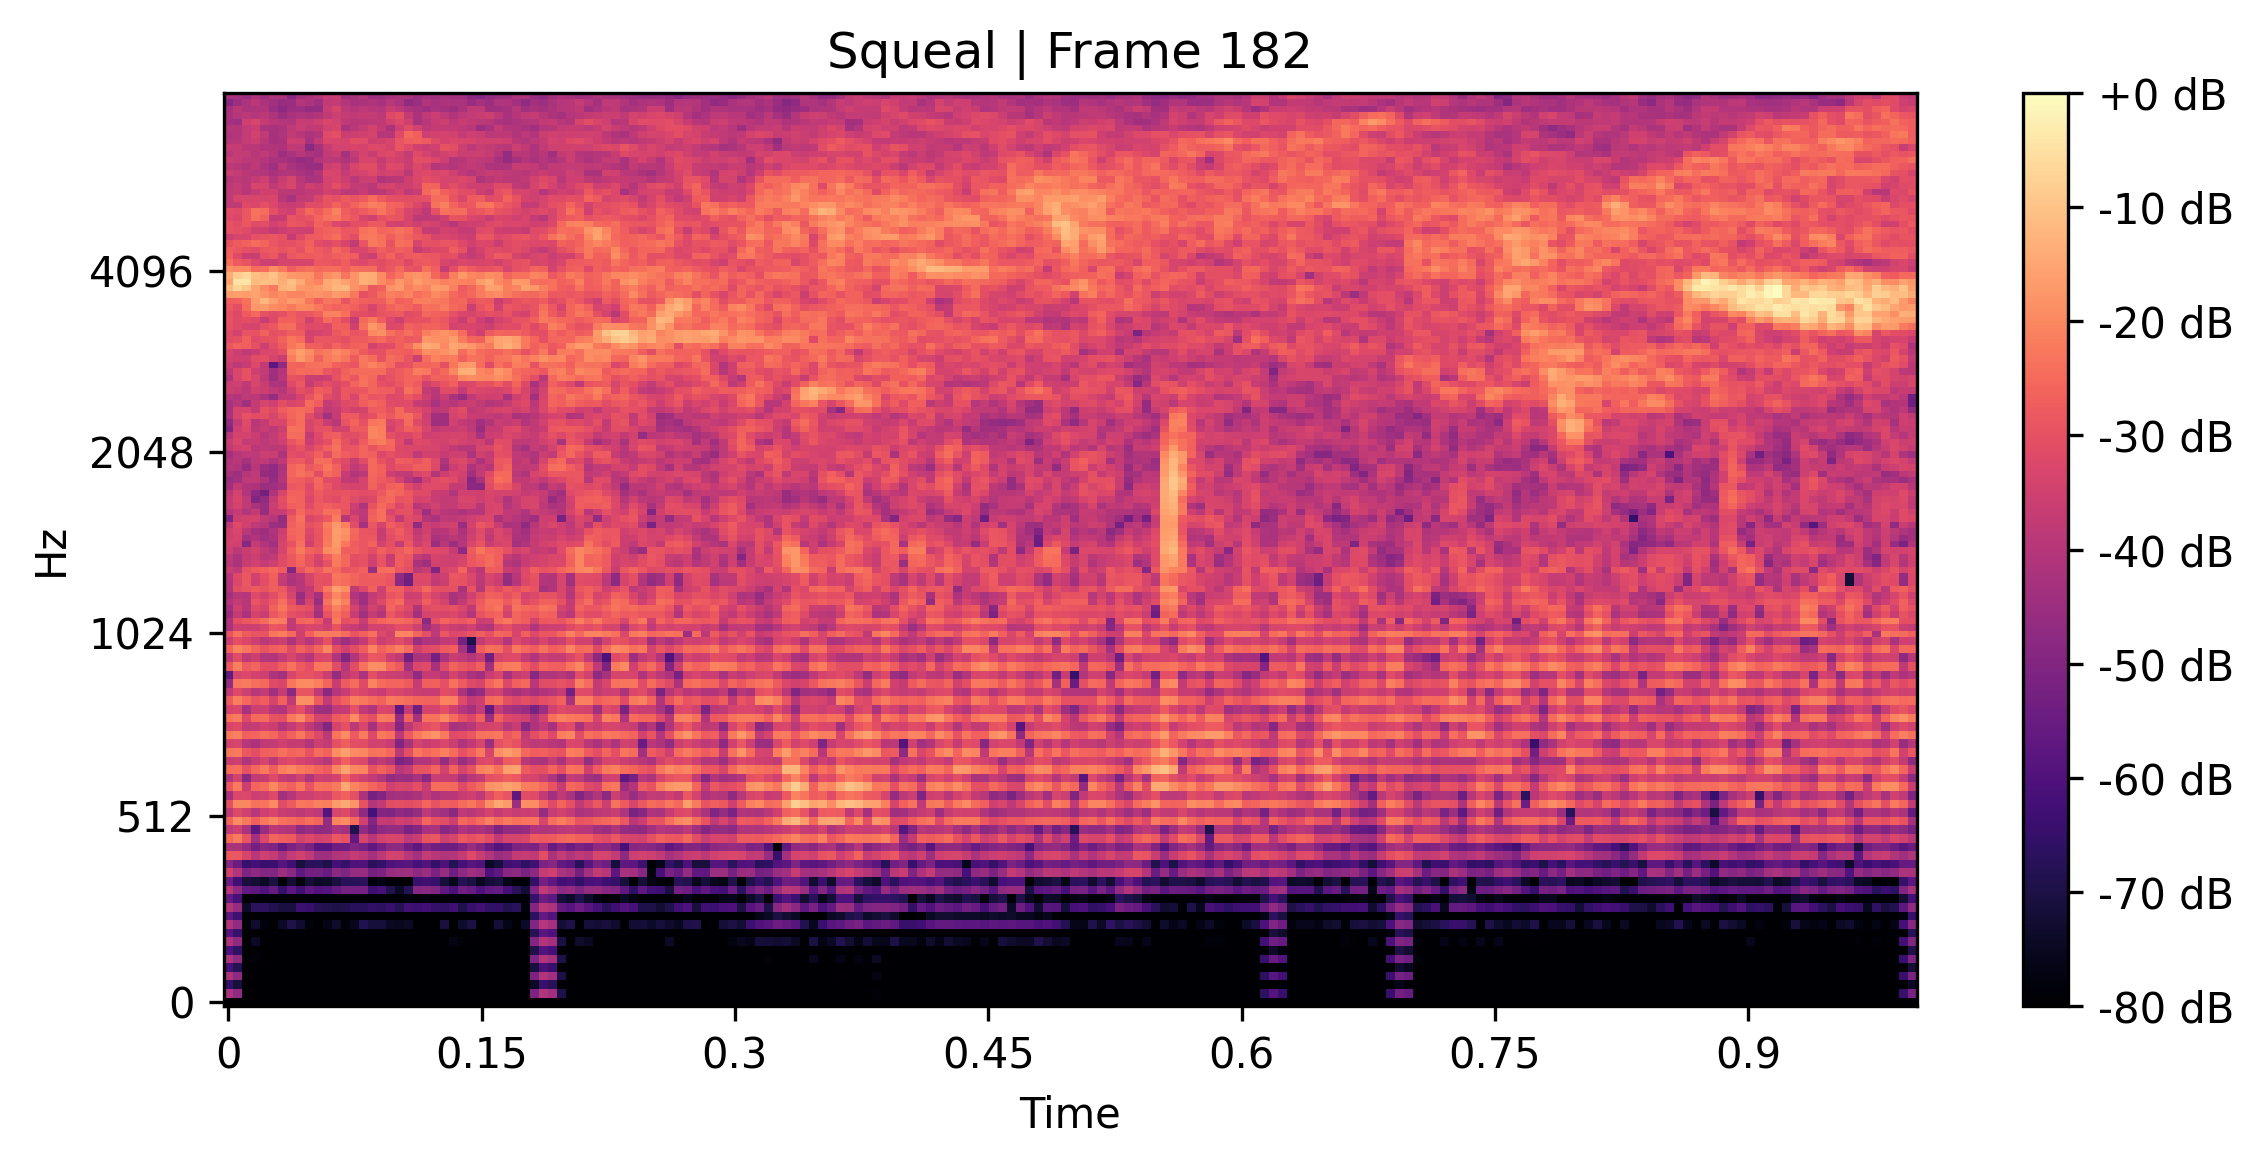 Squeal | Frame 182
Hz
4096
2048
1024
512
0
0 0.15 0.3 0.45 0.6 0.75 0.9
Time
+0 dB
-10 dB
-20 dB
-30 dB
-40 dB
-50 dB
-60 dB
-70 dB
-80 dB